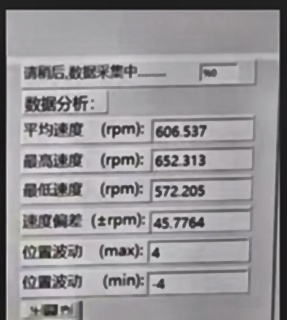 请稍后,数据采集中......... %0
数据分析：
平均速度 (rpm): 606.537
最高速度 (rpm): 652.313
最低速度 (rpm): 572.205
速度偏差 (±rpm): 45.7764
位置波动 (max): 4
位置波动 (min): -4